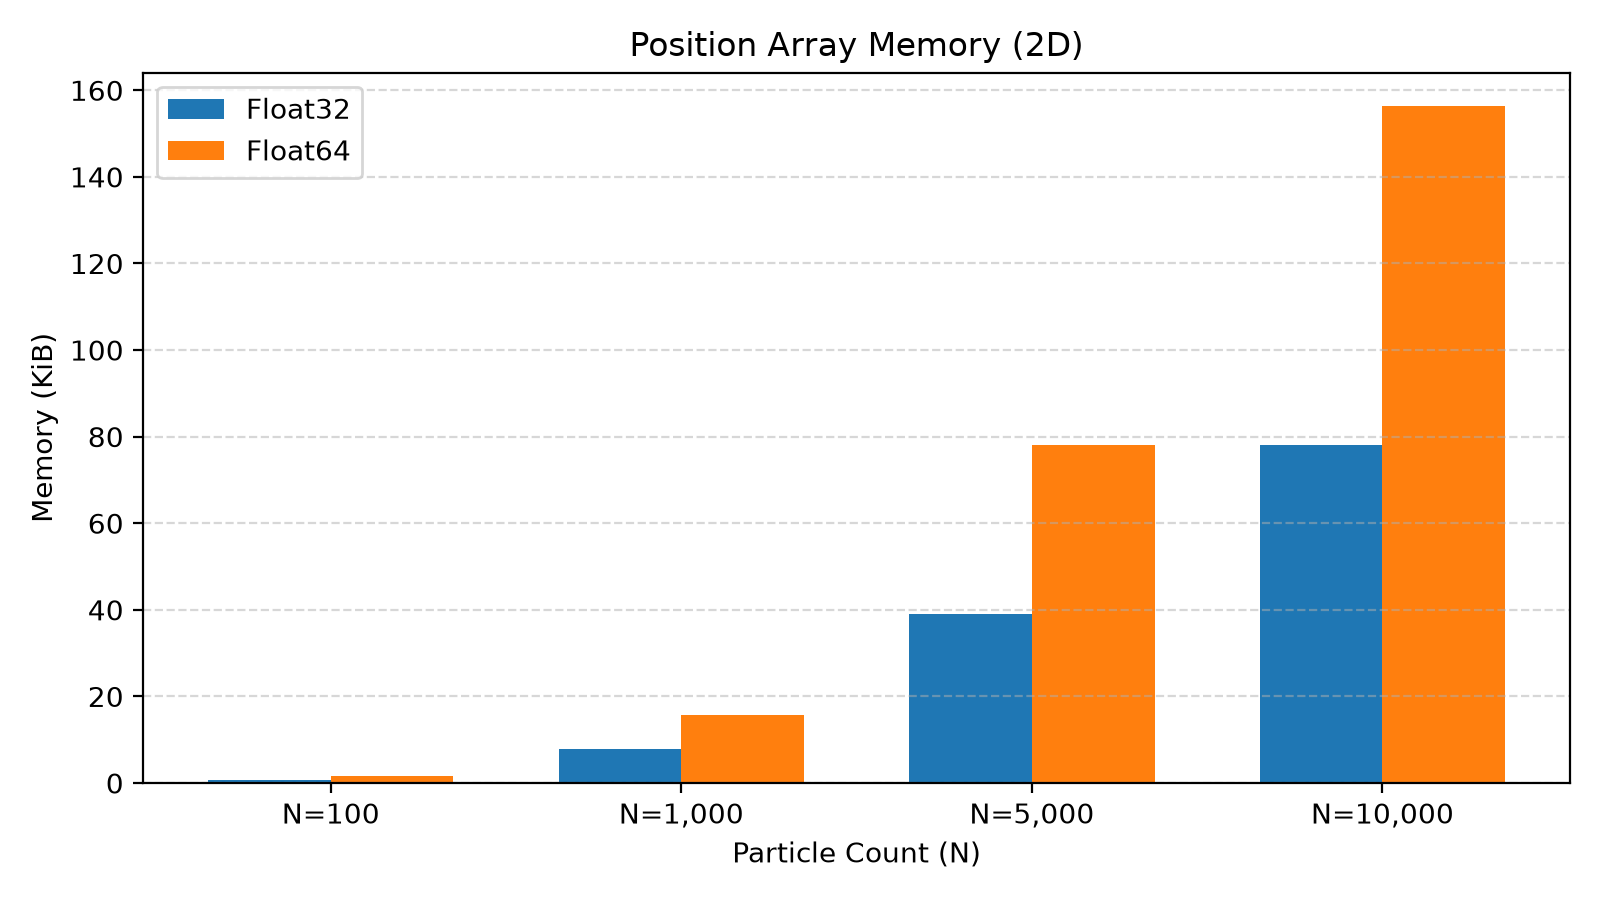 Position Array Memory (2D)
Float32
Float64
Memory (KiB)
160
140
120
100
80
60
40
20
0
N=100
N=1,000
N=5,000
N=10,000
Particle Count (N)